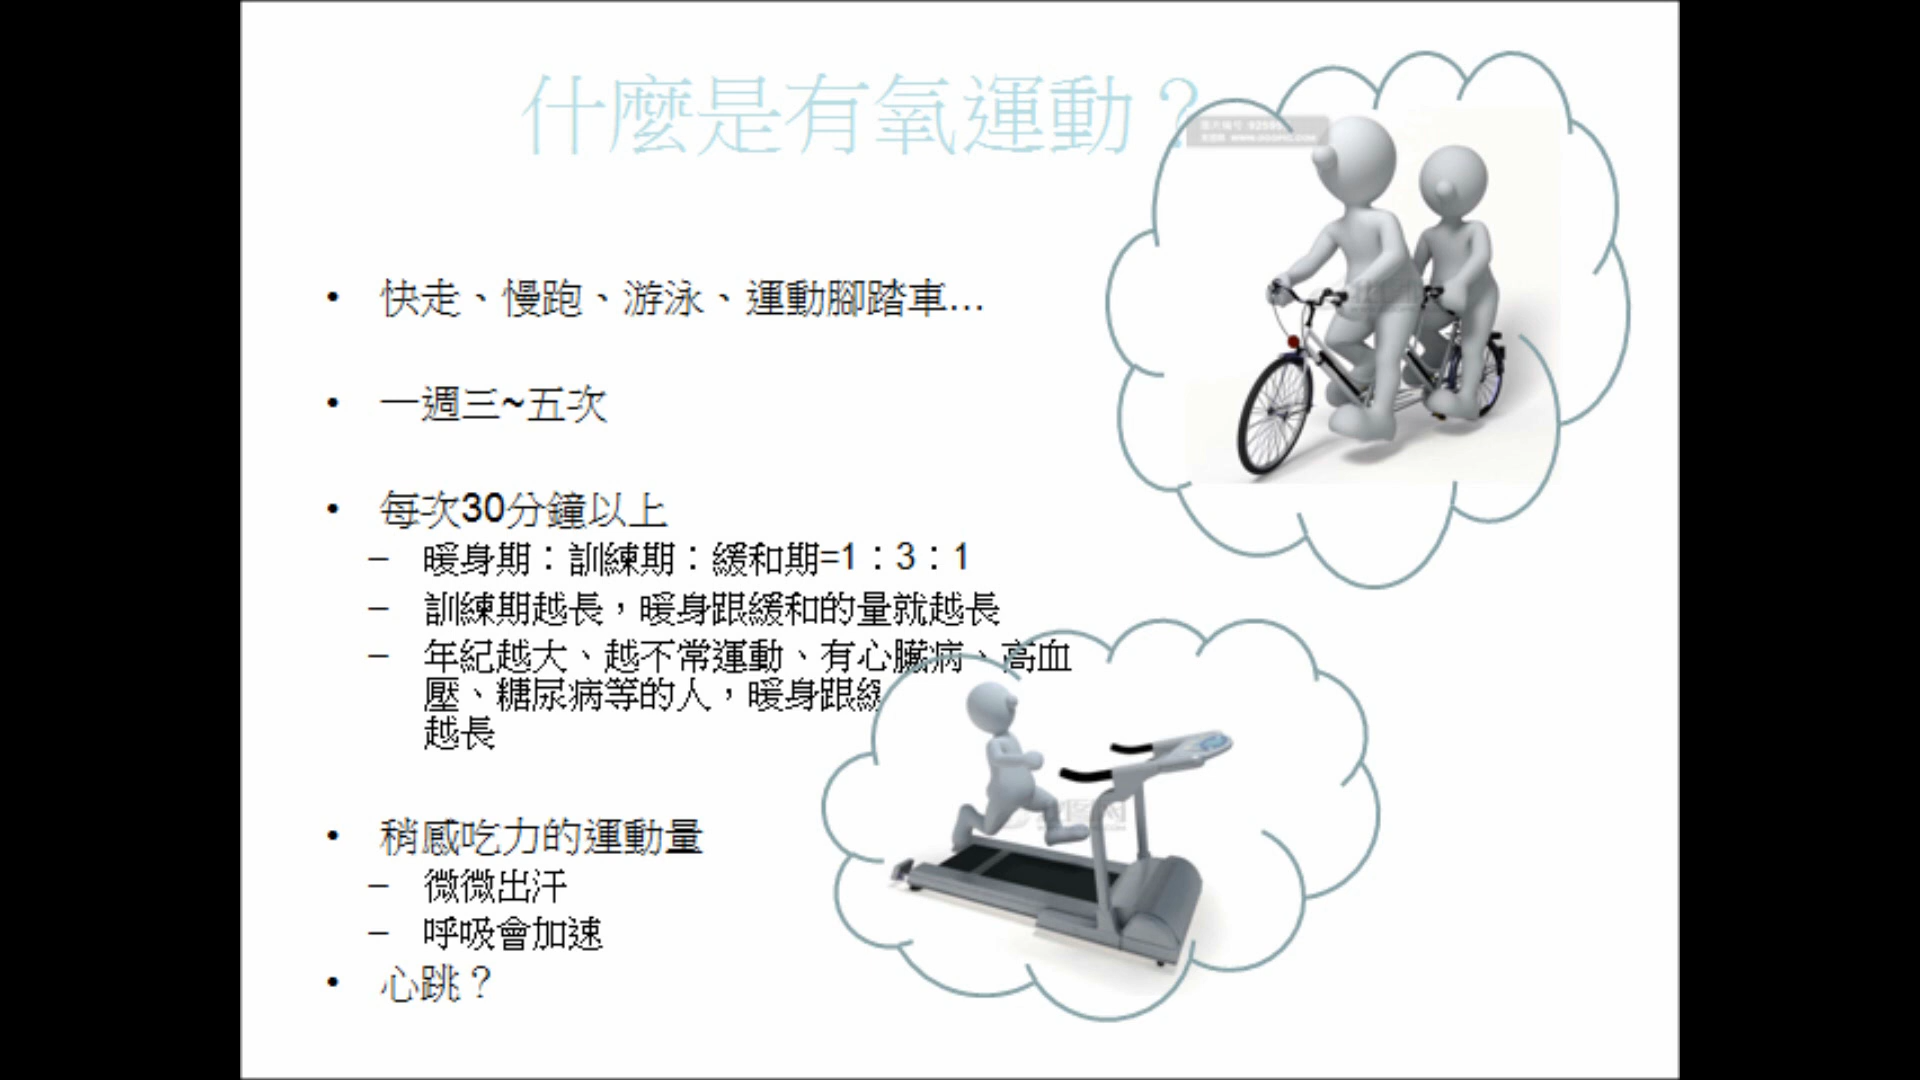 什麼是有氧運動？
• 快走、慢跑、游泳、運動腳踏車...
• 一週三~五次
• 每次30分鐘以上
– 暖身期：訓練期：緩和期=1：3：1
– 訓練期越長，暖身跟緩和的量就越長
– 年紀越大、越不常運動、有心臟病、高血
壓、糖尿病等的人，暖身跟
越長
• 稍感吃力的運動量
– 微微出汗
– 呼吸會加速
• 心跳？